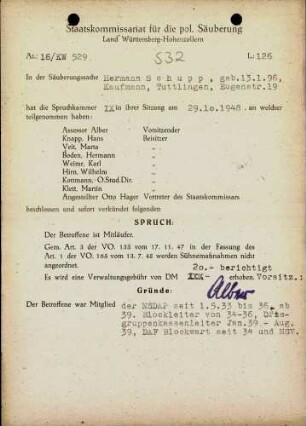 Staatskommissariat für die pol. Säuberung
Land Württemberg-Hohenzollern
Az.: 16/KW 529 532 L: 126
In der Säuberungssache Hermann Schupp, geb.13.1.96,
Kaufmann, Tuttlingen, Eugenstr.19
hat die Spruchkammer IX in ihrer Sitzung am 29.10.1948. an welcher
teilgenommen haben:
Assessor Alber Vorsitzender
Knapp, Hans Beisitzer
Veit, Marta „
Boden, Hermann „
Weime, Karl „
Hirn, Wilhelm „
O.Stud.Dir. „
Klett, Martin „
Angestellter Otto Hager Vertreter des Staatskommissars
beschlossen und sofort verkündet folgenden
SPRUCH:
Der Betroffene ist Mitläufer.
Gem. Art. 3 der VO. 133 vom 17. 11. 47 in der Fassung des
Art. 1 der VO. 165 vom 13. 7. 48 werden Sühnemaßnahmen nicht
angeordnet.
20.- berichtigt
Es wird eine Verwaltungsgebühr von DM XXX.- erhoben. Vorsitz.:
Alber
Gründe:
Der Betroffene war Mitglied der NSDAP seit 1.5.33 bis 36, ab
39. Blockleiter von 34-36, Orts-
gruppenkassenleiter Jan.39 - Aug.
39, DAF Blockwart seit 34 und NSV.